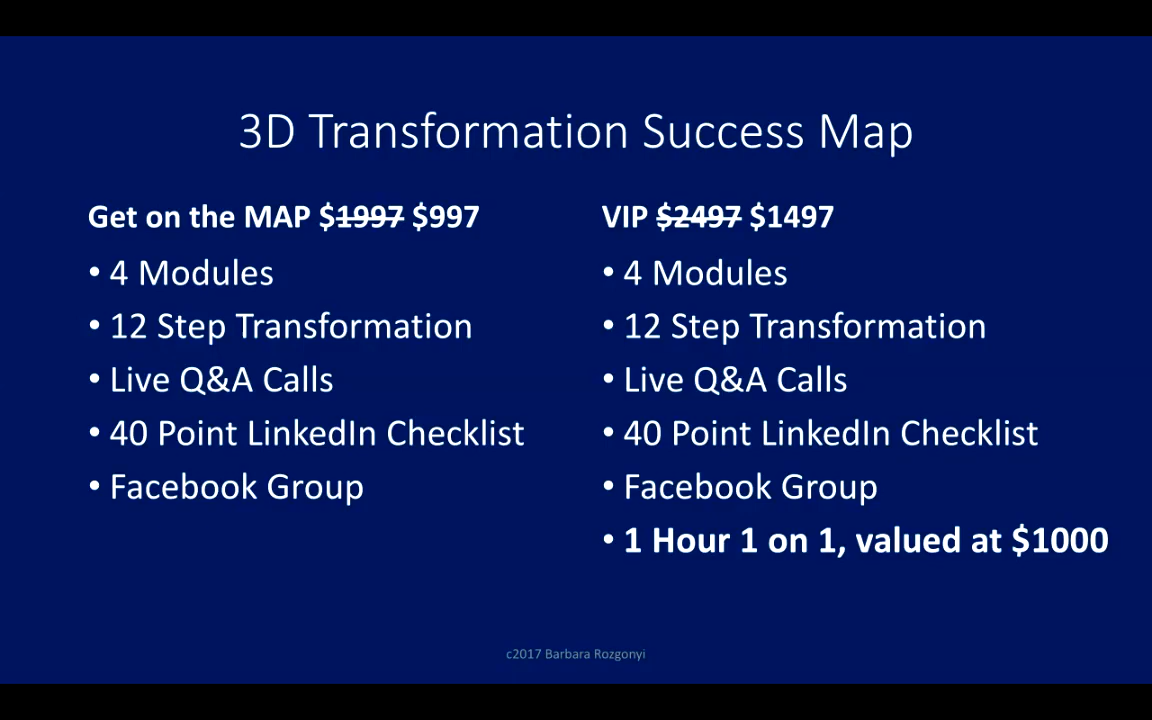 3D Transformation Success Map
Get on the MAP $1997 $997
• 4 Modules
• 12 Step Transformation
• Live Q&A Calls
• 40 Point LinkedIn Checklist
• Facebook Group
VIP $2497 $1497
• 4 Modules
• 12 Step Transformation
• Live Q&A Calls
• 40 Point LinkedIn Checklist
• Facebook Group
• 1 Hour 1 on 1, valued at $1000
c2017 Barbara Rozgonyi